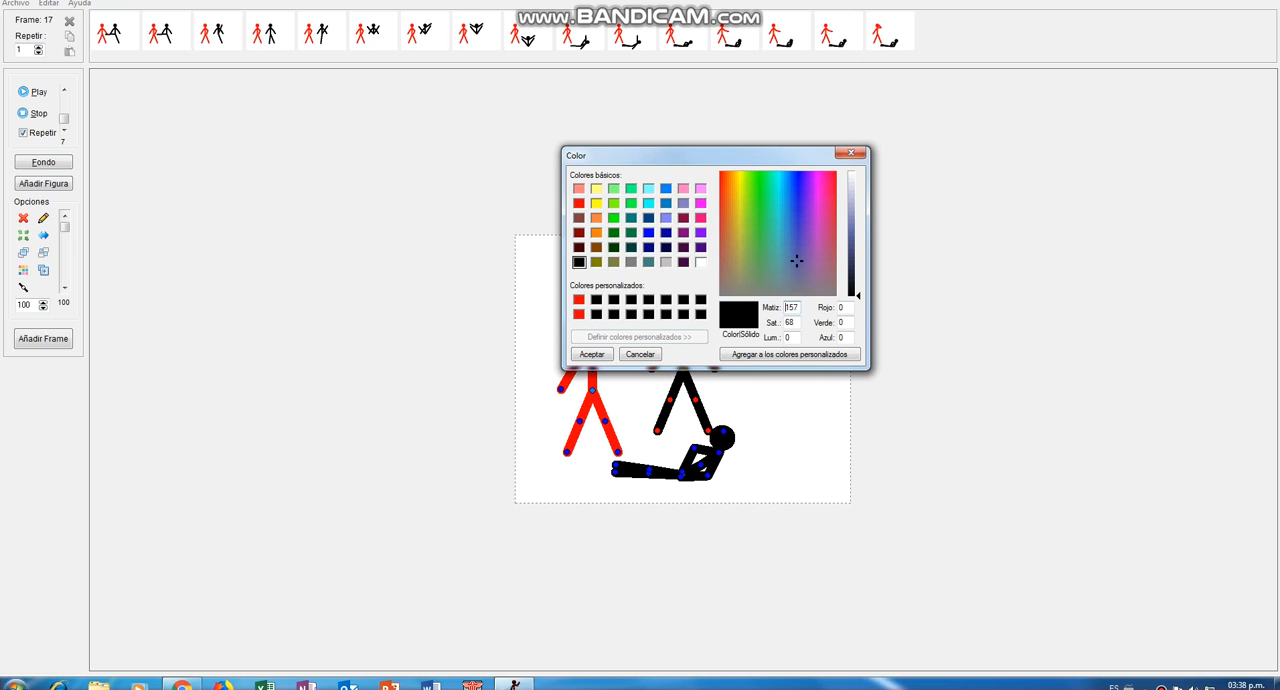 Archivo Editar Ayuda
www.BANDICAM.com
Frame: 17
Repetir :
1
Play
Stop
Repetir
7
Fondo
Añadir Figura
Opciones
100
100
Añadir Frame
Color
Colores básicos:
Colores personalizados:
Definir colores personalizados >>
Aceptar
Cancelar
Color|Sólido
Matiz: 157
Sat.: 68
Lum.: 0
Rojo: 0
Verde: 0
Azul: 0
Agregar a los colores personalizados
ES
03:38 p.m.